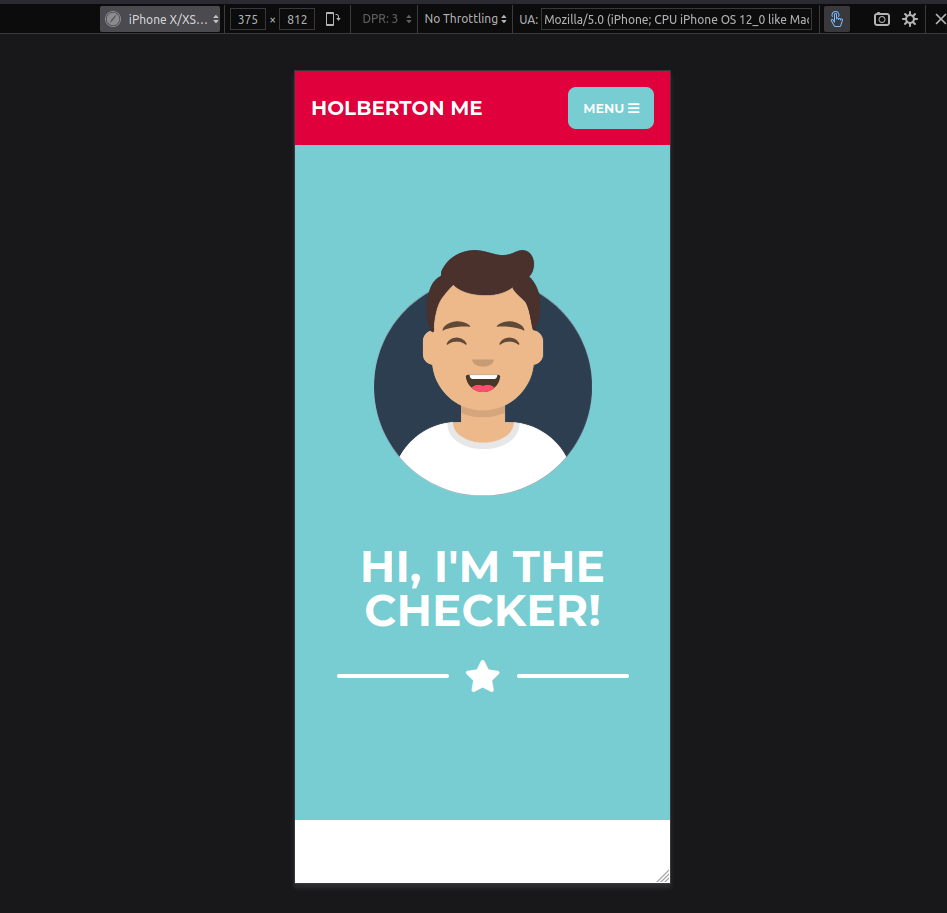 iPhone X/XS... 375 × 812 DPR: 3 No Throttling UA: Mozilla/5.0 (iPhone; CPU iPhone OS 12_0 like Mac
HOLBERTON ME MENU
HI, I'M THE
CHECKER!